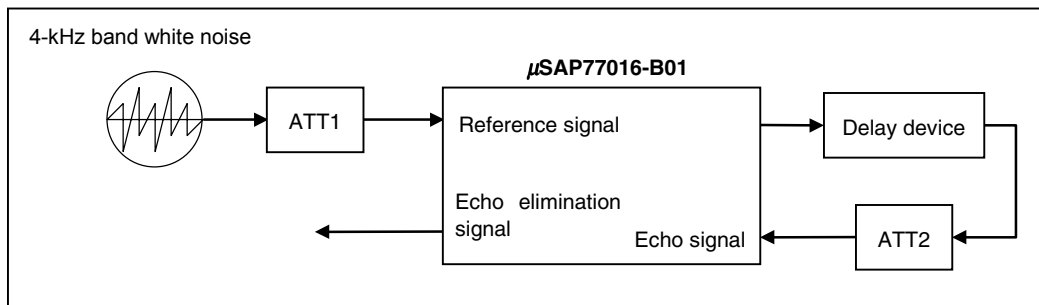 4-kHz band white noise
µSAP77016-B01
ATT1
Reference signal
Delay device
Echo elimination
signal
Echo signal
ATT2